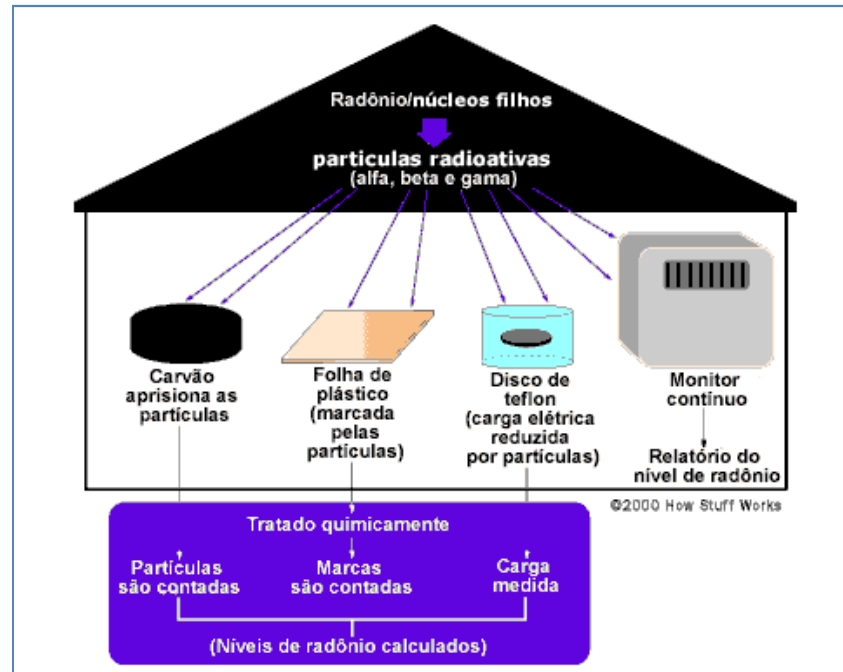 Radônio/núcleos filhos
particulas radioativas
(alfa, beta e gama)
Carvão
aprisiona as
partículas
Folha de
plástico
(marcada
pelas
partículas)
Disco de
teflon
(carga elétrica
reduzida
por partículas)
Monitor
contínuo
Relatório do
nível de radônio
©2000 How Stuff Works
Tratado quimicamente
Partículas
são contadas
Marcas
são contadas
Carga
medida
(Níveis de radônio calculados)